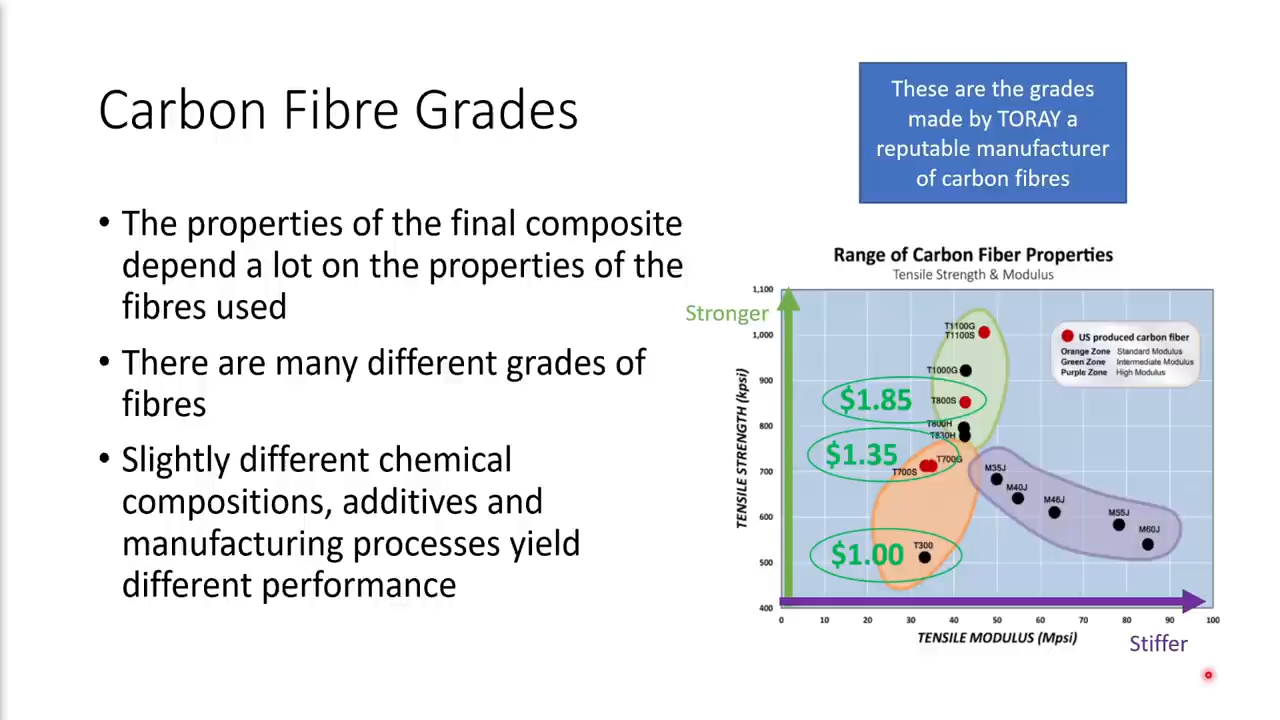 Carbon Fibre Grades
• The properties of the final composite
depend a lot on the properties of the
fibres used
• There are many different grades of
fibres
• Slightly different chemical
compositions, additives and
manufacturing processes yield
different performance
These are the grades
made by TORAY a
reputable manufacturer
of carbon fibres
Range of Carbon Fiber Properties
Tensile Strength & Modulus
Stronger
TENSILE STRENGTH (kpsi)
1,100
1,000
900
800
700
600
500
400
US produced carbon fiber
Orange Zone Standard Modulus
Green Zone Intermediate Modulus
Purple Zone High Modulus
T1100G
T1100S
T1000G
$1.85
T800S
T800H
T830H
$1.35
T700G
T700S
M35J
M40J
M46J
M55J
M60J
$1.00
T300
0 10 20 30 40 50 60 70 80 90 100
TENSILE MODULUS (Mpsi)
Stiffer